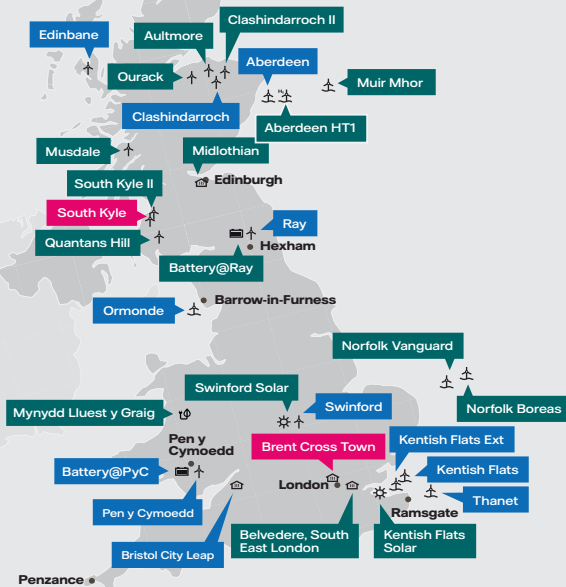 Clashindarroch II
Edinbane
Aultmore
Aberdeen
Ourack
Muir Mhor
Clashindarroch
Aberdeen HT1
Musdale
Midlothian
Edinburgh
South Kyle II
South Kyle
Ray
Quantans Hill
Hexham
Battery@Ray
Barrow-in-Furness
Ormonde
Norfolk Vanguard
Swinford Solar
Norfolk Boreas
Mynydd Lluest y Graig
Swinford
Pen y
Cymoedd
Brent Cross Town
Kentish Flats Ext
Battery@PyC
Kentish Flats
London
Thanet
Pen y Cymoedd
Ramsgate
Bristol City Leap
Belvedere, South
East London
Kentish Flats
Solar
Penzance